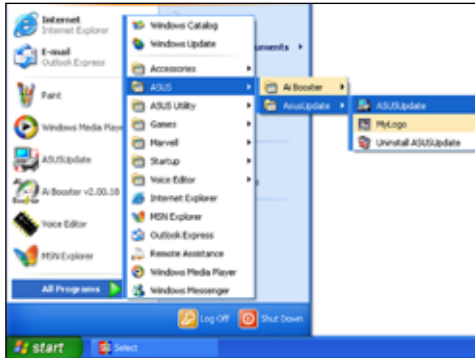 Internet
Internet Explorer
E-mail
Outlook Express
Paint
Windows Media Playe
ASUSUpdate
Ai Booster v2.00.18
Voice Editor
MSN Explorer
All Programs
Windows Catalog
Windows Update
Accessories
ASUS
ASUS Utility
Games
Marvell
Startup
Voice Editor
Internet Explorer
MSN Explorer
Outlook Express
Remote Assistance
Windows Media Player
Windows Messenger
uments
Ai Booster
AsusUpdate
ASUSUpdate
MyLogo
Uninstall ASUSUpdate
Log Off
Shut Down
start
Select